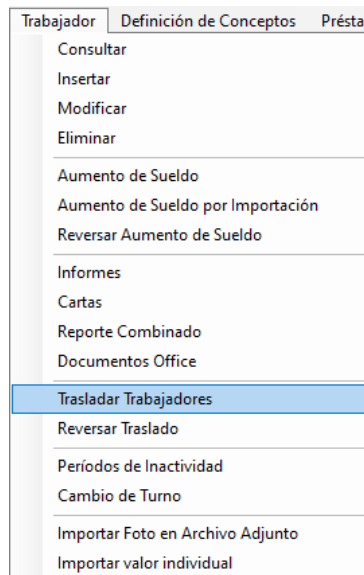 Trabajador Definición de Conceptos Présta
Consultar
Insertar
Modificar
Eliminar
Aumento de Sueldo
Aumento de Sueldo por Importación
Reversar Aumento de Sueldo
Informes
Cartas
Reporte Combinado
Documentos Office
Trasladar Trabajadores
Reversar Traslado
Períodos de Inactividad
Cambio de Turno
Importar Foto en Archivo Adjunto
Importar valor individual